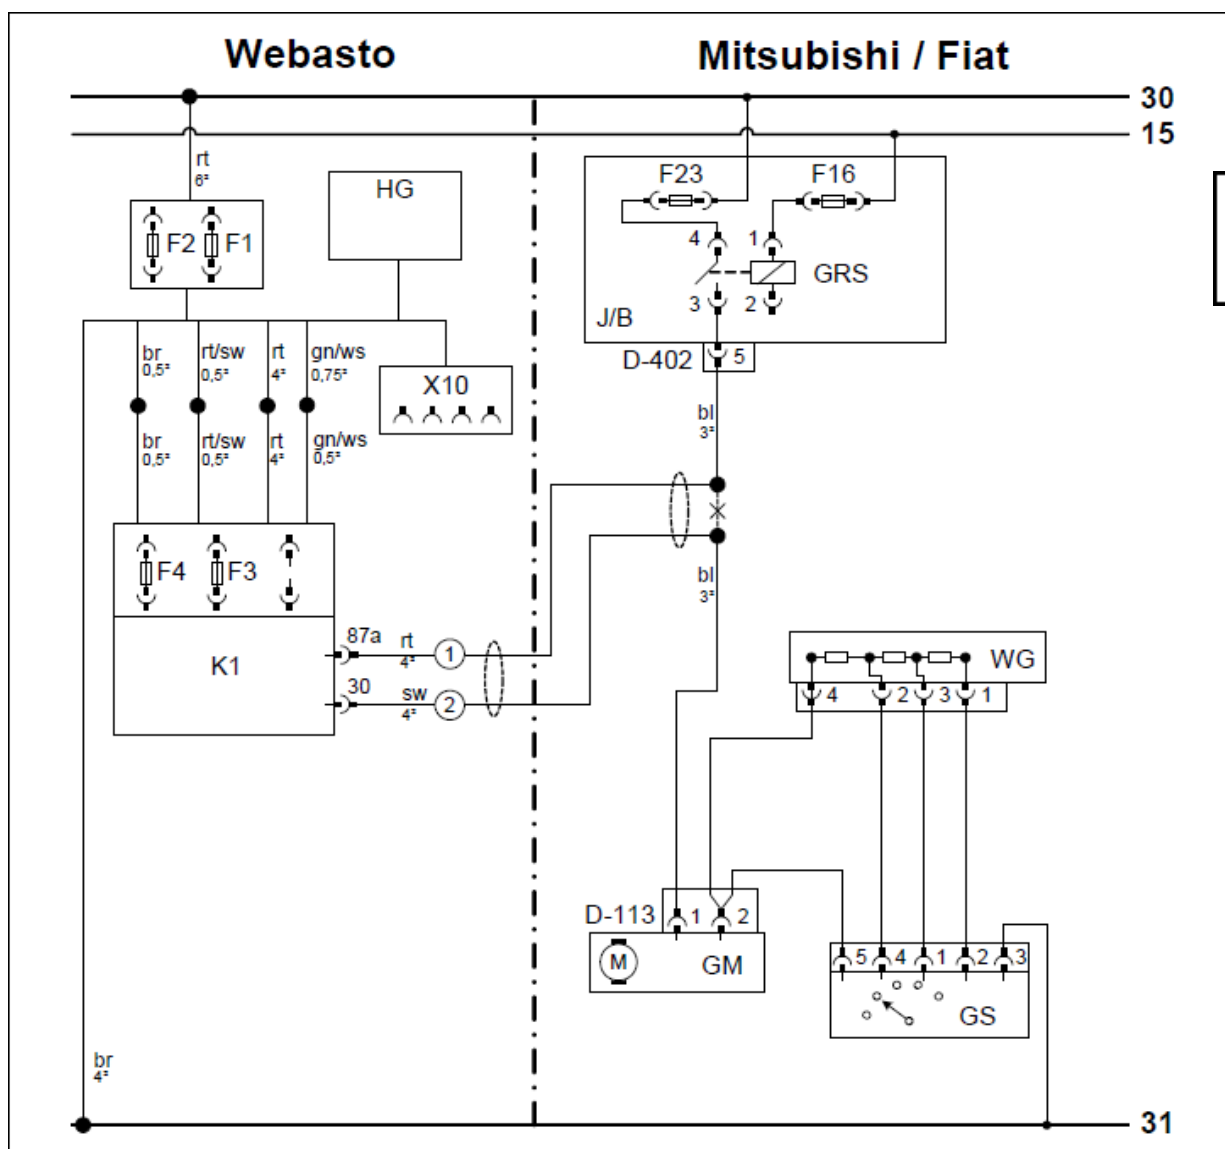 Webasto
Mitsubishi / Fiat
30
15
rt
6²
HG
F2
F1
F23
F16
4
1
GRS
3
2
J/B
D-402
5
br
0,5²
rt/sw
0,5²
rt
4²
gn/ws
0,75²
X10
br
0,5²
rt/sw
0,5²
rt
4²
gn/ws
0,5²
bl
3²
F4
F3
bl
3²
K1
87a
rt
4²
1
30
sw
4²
2
WG
4
2
3
1
D-113
1
2
M
GM
5
4
1
2
3
GS
br
4²
31